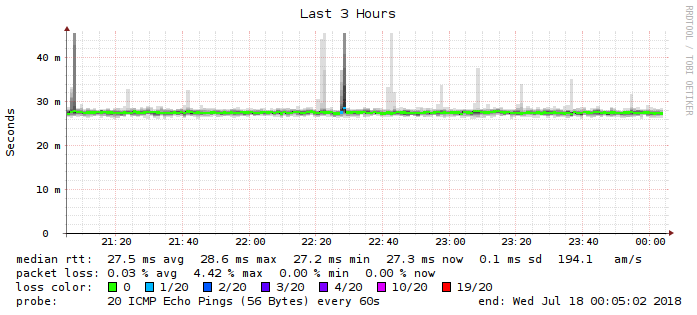 Last 3 Hours
RRDTOOL / TOBI OETIKER
Seconds
40 m
30 m
20 m
10 m
0
21:20 21:40 22:00 22:20 22:40 23:00 23:20 23:40 00:00
median rtt: 27.5 ms avg 28.6 ms max 27.2 ms min 27.3 ms now 0.1 ms sd 194.1 am/s
packet loss: 0.03 % avg 4.42 % max 0.00 % min 0.00 % now
loss color: 0 1/20 2/20 3/20 4/20 10/20 19/20
probe: 20 ICMP Echo Pings (56 Bytes) every 60s end: Wed Jul 18 00:05:02 2018